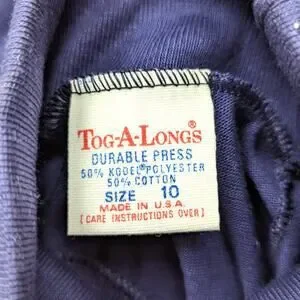 TOG-A-LONGS®
DURABLE PRESS
50% KODEL® POLYESTER
50% COTTON
SIZE 10
MADE IN U.S.A.
[CARE INSTRUCTIONS OVER]